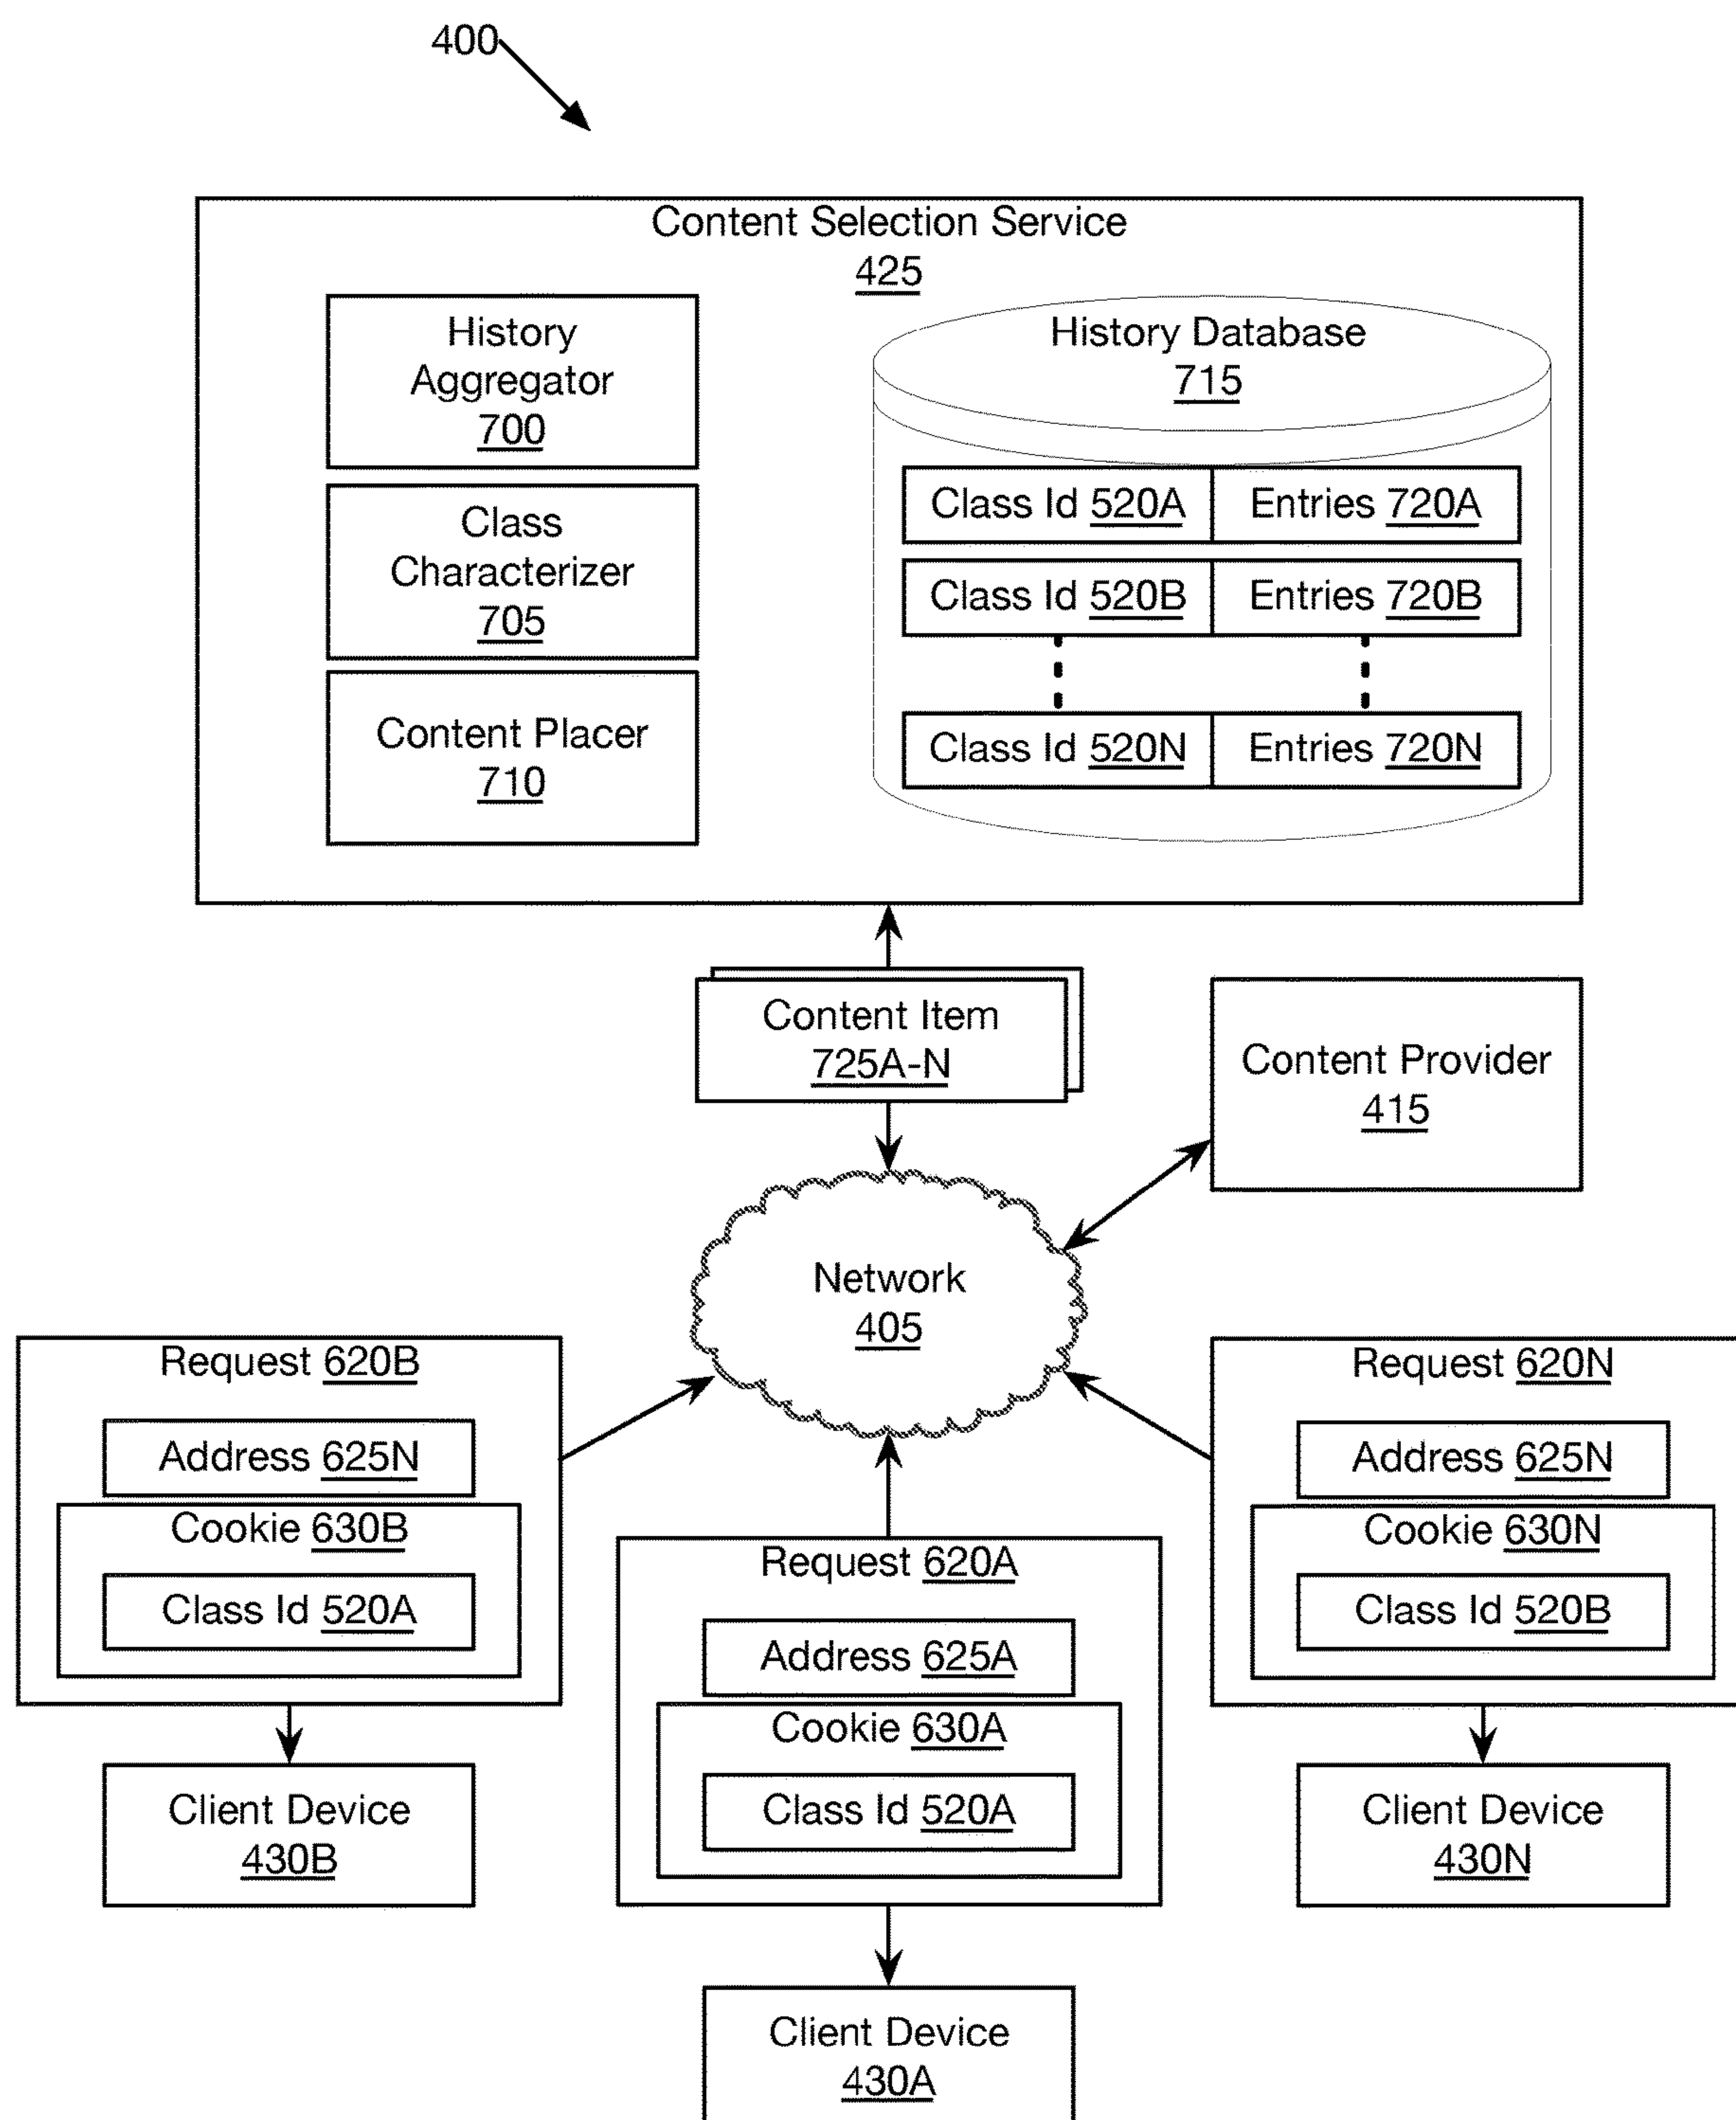 400
Content Selection Service
425
History
Aggregator
700
Class
Characterizer
705
Content Placer
710
History Database
715
Class Id 520A
Entries 720A
Class Id 520B
Entries 720B
Class Id 520N
Entries 720N
Content Item
725A-N
Content Provider
415
Network
405
Request 620B
Address 625N
Cookie 630B
Class Id 520A
Client Device
430B
Request 620A
Address 625A
Cookie 630A
Class Id 520A
Client Device
430A
Request 620N
Address 625N
Cookie 630N
Class Id 520B
Client Device
430N